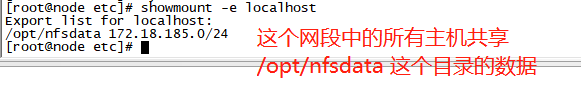 [root@node etc]# showmount -e localhost
Export list for localhost:
/opt/nfsdata 172.18.185.0/24
[root@node etc]#
这个网段中的所有主机共享
/opt/nfsdata 这个目录的数据